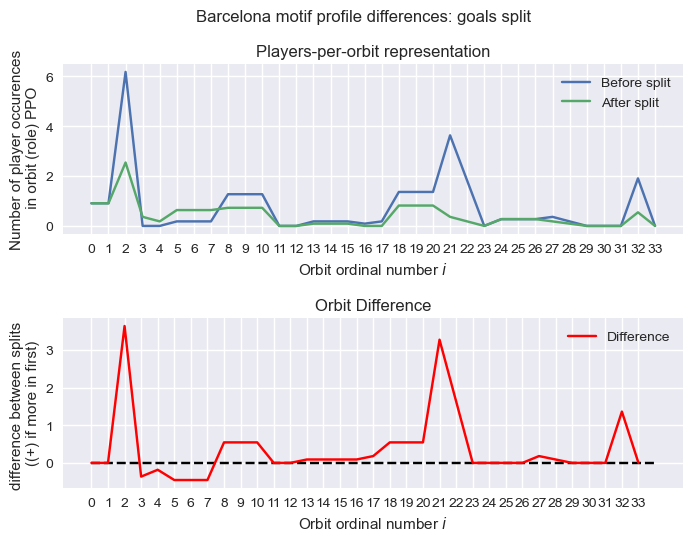 Barcelona motif profile differences: goals split
Players-per-orbit representation
Number of player occurences
in orbit (role) PPO
6
4
2
0
Before split
After split
0 1 2 3 4 5 6 7 8 9 10 11 12 13 14 15 16 17 18 19 20 21 22 23 24 25 26 27 28 29 30 31 32 33
Orbit ordinal number i
Orbit Difference
difference between splits
((+) if more in first)
3
2
1
0
Difference
0 1 2 3 4 5 6 7 8 9 10 11 12 13 14 15 16 17 18 19 20 21 22 23 24 25 26 27 28 29 30 31 32 33
Orbit ordinal number i